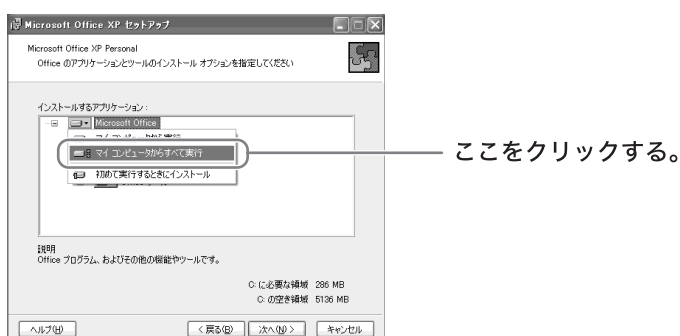 Microsoft Office XP セットアップ
Microsoft Office XP Personal
Office のアプリケーションとツールのインストール オプションを指定してください
インストールするアプリケーション:
Microsoft Office
マイ コンピュータからすべて実行
ここをクリックする。
初めて実行するときにインストール
説明
Office プログラム、およびその他の機能やツールです。
C: に必要な領域 286 MB
C: の空き領域 5136 MB
ヘルプ(H)
< 戻る(B)
次へ(N) >
キャンセル